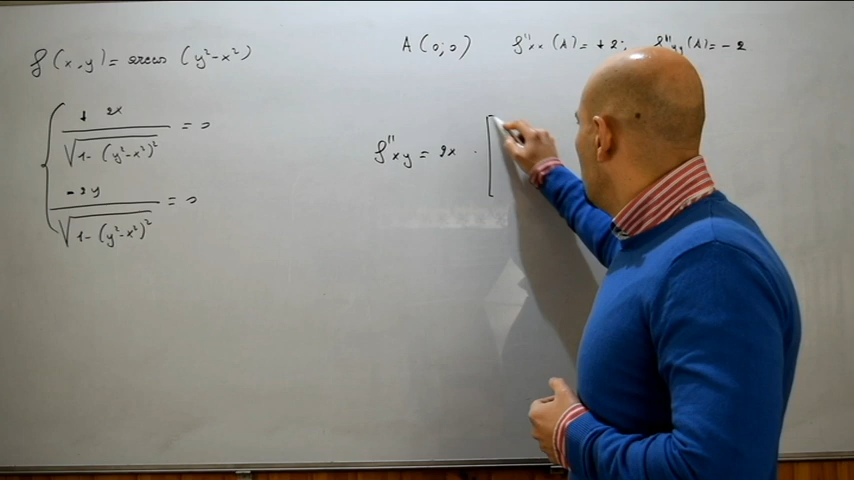 f(x,y) = arccos (y²-x²)
A(0;0)
f''xx (A) = +2; f''yy (A) = -2
+ 2x
√1-(y²-x²)² = 0
-2y
√1-(y²-x²)² = 0
f''xy = 2x · [